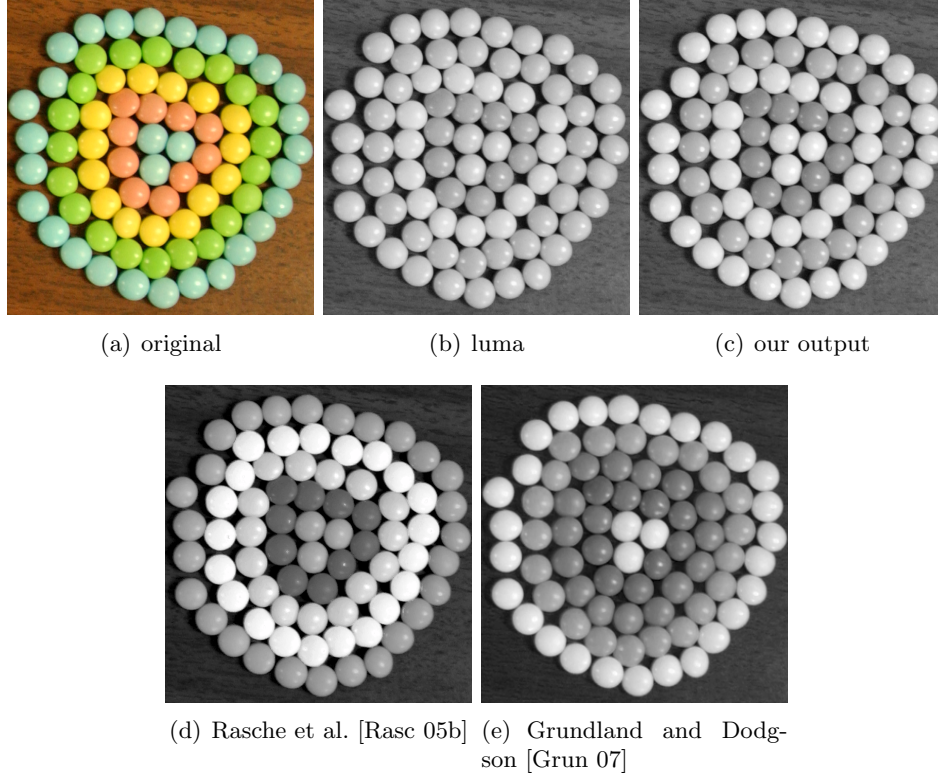 (a) original
(b) luma
(c) our output
(d) Rasche et al. [Rasc 05b]
(e) Grundland and Dodg-
son [Grun 07]